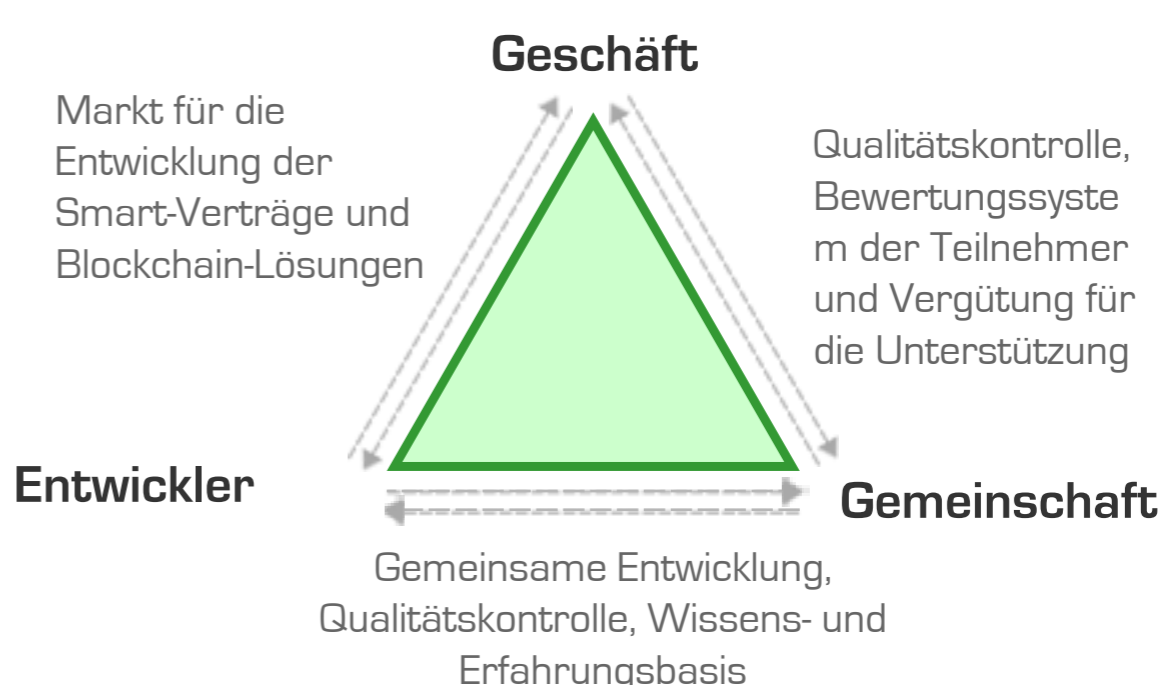 Geschäft
Markt für die
Entwicklung der
Smart-Verträge und
Blockchain-Lösungen
Qualitätskontrolle,
Bewertungssyste
m der Teilnehmer
und Vergütung für
die Unterstützung
Entwickler
Gemeinschaft
Gemeinsame Entwicklung,
Qualitätskontrolle, Wissens- und
Erfahrungsbasis